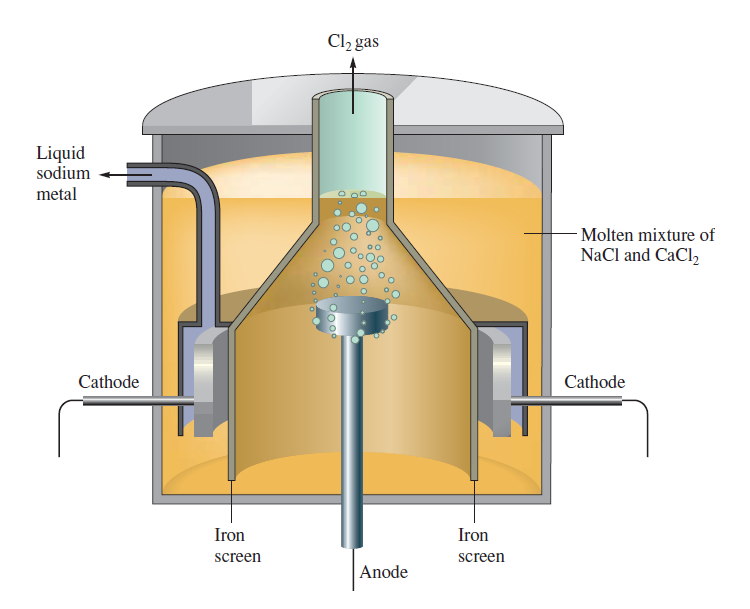 Cl₂ gas
Liquid
sodium
metal
Molten mixture of
NaCl and CaCl₂
Cathode
Cathode
Iron
screen
Iron
screen
Anode